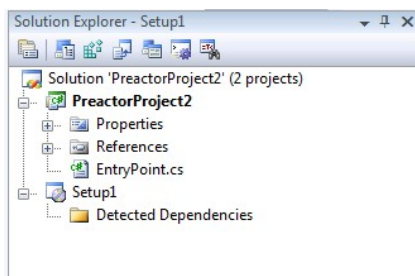 Solution Explorer - Setup1
Solution 'PreactorProject2' (2 projects)
PreactorProject2
Properties
References
EntryPoint.cs
Setup1
Detected Dependencies